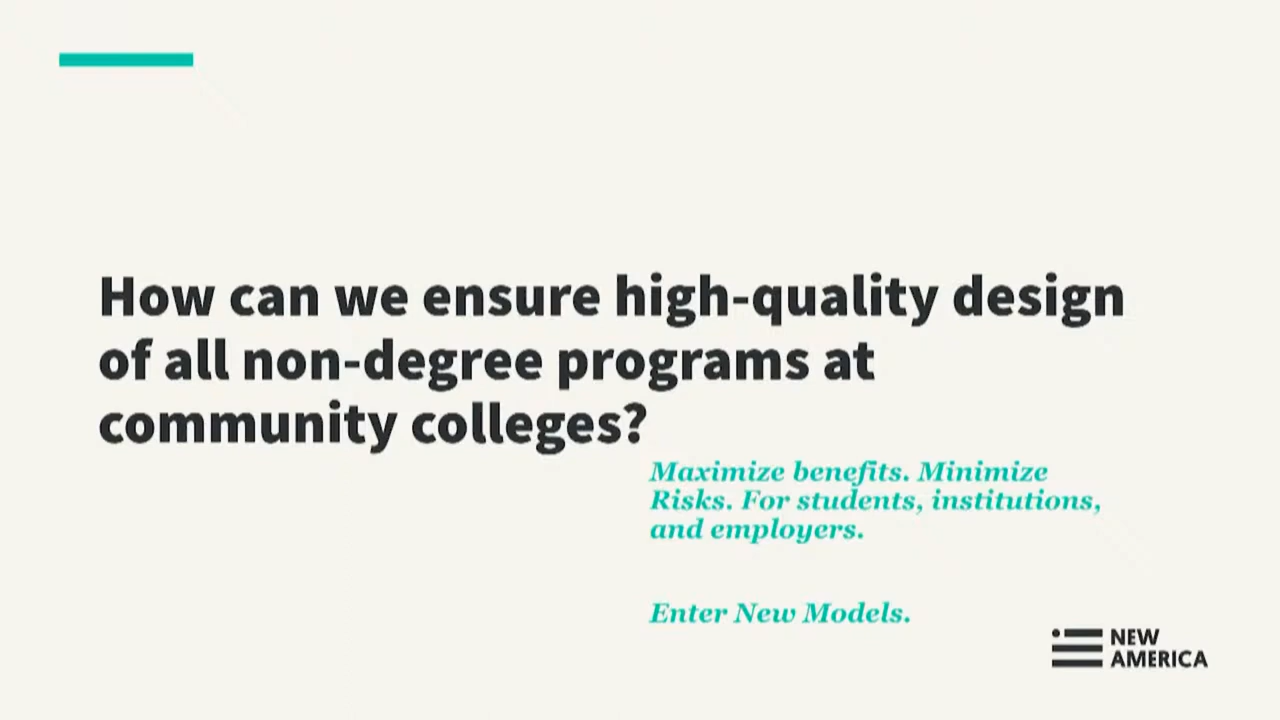 How can we ensure high-quality design
of all non-degree programs at
community colleges?
Maximize benefits. Minimize
Risks. For students, institutions,
and employers.
Enter New Models.
NEW
AMERICA